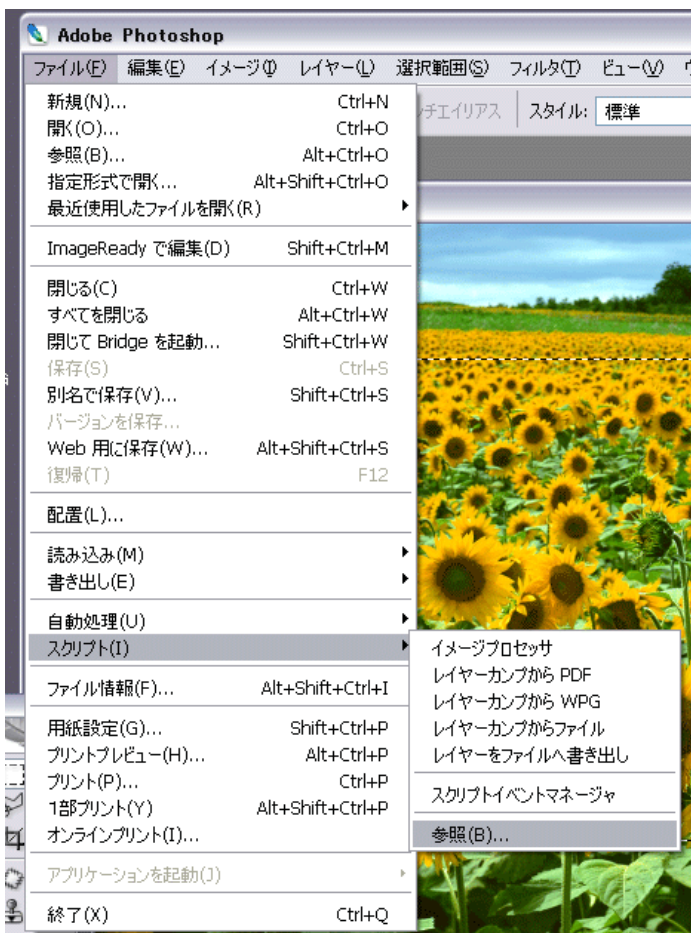 Adobe Photoshop
ファイル(F) 編集(E) イメージ(I) レイヤー(L) 選択範囲(S) フィルタ(T) ビュー(V)
ンチエイリアス スタイル: 標準
新規(N)... Ctrl+N
開く(O)... Ctrl+O
参照(B)... Alt+Ctrl+O
指定形式で開く... Alt+Shift+Ctrl+O
最近使用したファイルを開く(R)
ImageReady で編集(D) Shift+Ctrl+M
閉じる(C) Ctrl+W
すべてを閉じる Alt+Ctrl+W
閉じて Bridge を起動... Shift+Ctrl+W
保存(S) Ctrl+S
別名で保存(V)... Shift+Ctrl+S
バージョンを保存...
Web 用に保存(W)... Alt+Shift+Ctrl+S
復帰(T) F12
配置(L)...
読み込み(M)
書き出し(E)
自動処理(U)
スクリプト(I)
ファイル情報(F)... Alt+Shift+Ctrl+I
用紙設定(G)... Shift+Ctrl+P
プリントプレビュー(H)... Alt+Ctrl+P
プリント(P)... Ctrl+P
1部プリント(Y) Alt+Shift+Ctrl+P
オンラインプリント(I)...
アプリケーションを起動(J)
終了(X) Ctrl+Q
イメージプロセッサ
レイヤーカンプから PDF
レイヤーカンプから WPG
レイヤーカンプからファイル
レイヤーをファイルへ書き出し
スクリプトイベントマネージャ
参照(B)...